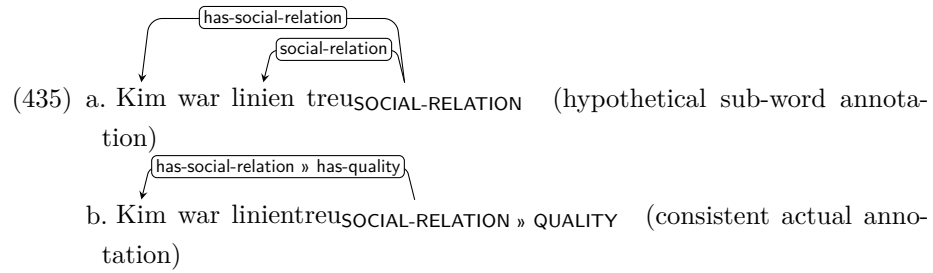 has-social-relation
social-relation
(435) a. Kim war linien treuSOCIAL-RELATION (hypothetical sub-word annota-
tion)
has-social-relation » has-quality
b. Kim war linientreuSOCIAL-RELATION » QUALITY (consistent actual anno-
tation)